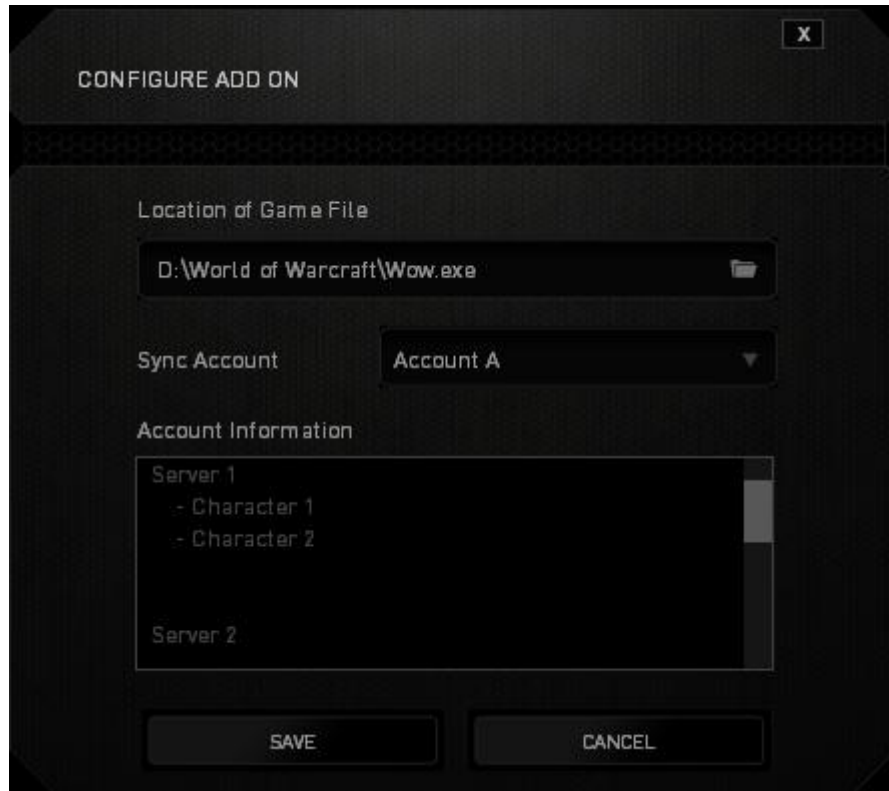 X
CONFIGURE ADD ON
Location of Game File
D:\World of Warcraft\Wow.exe
Sync Account
Account A
Account Information
Server 1
- Character 1
- Character 2
Server 2
SAVE
CANCEL